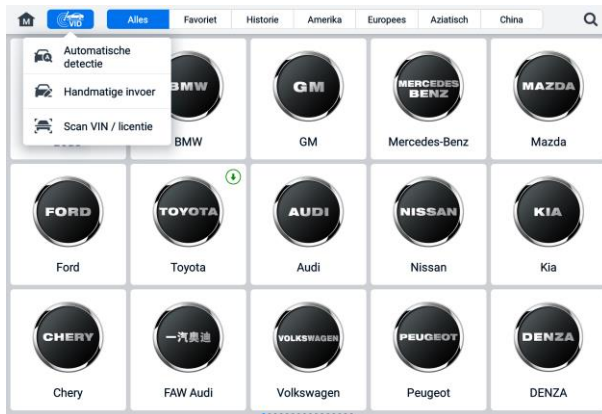 M
VID
Alles
Favoriet
Historie
Amerika
Europees
Aziatisch
China
Automatische
detectie
Handmatige invoer
Scan VIN / licentie
BMW
GM
MERCEDES
BENZ
MAZDA
BMW
GM
Mercedes-Benz
Mazda
FORD
TOYOTA
AUDI
NISSAN
KIA
Ford
Toyota
Audi
Nissan
Kia
CHERY
一汽奥迪
VOLKSWAGEN
PEUGEOT
DENZA
Chery
FAW Audi
Volkswagen
Peugeot
DENZA